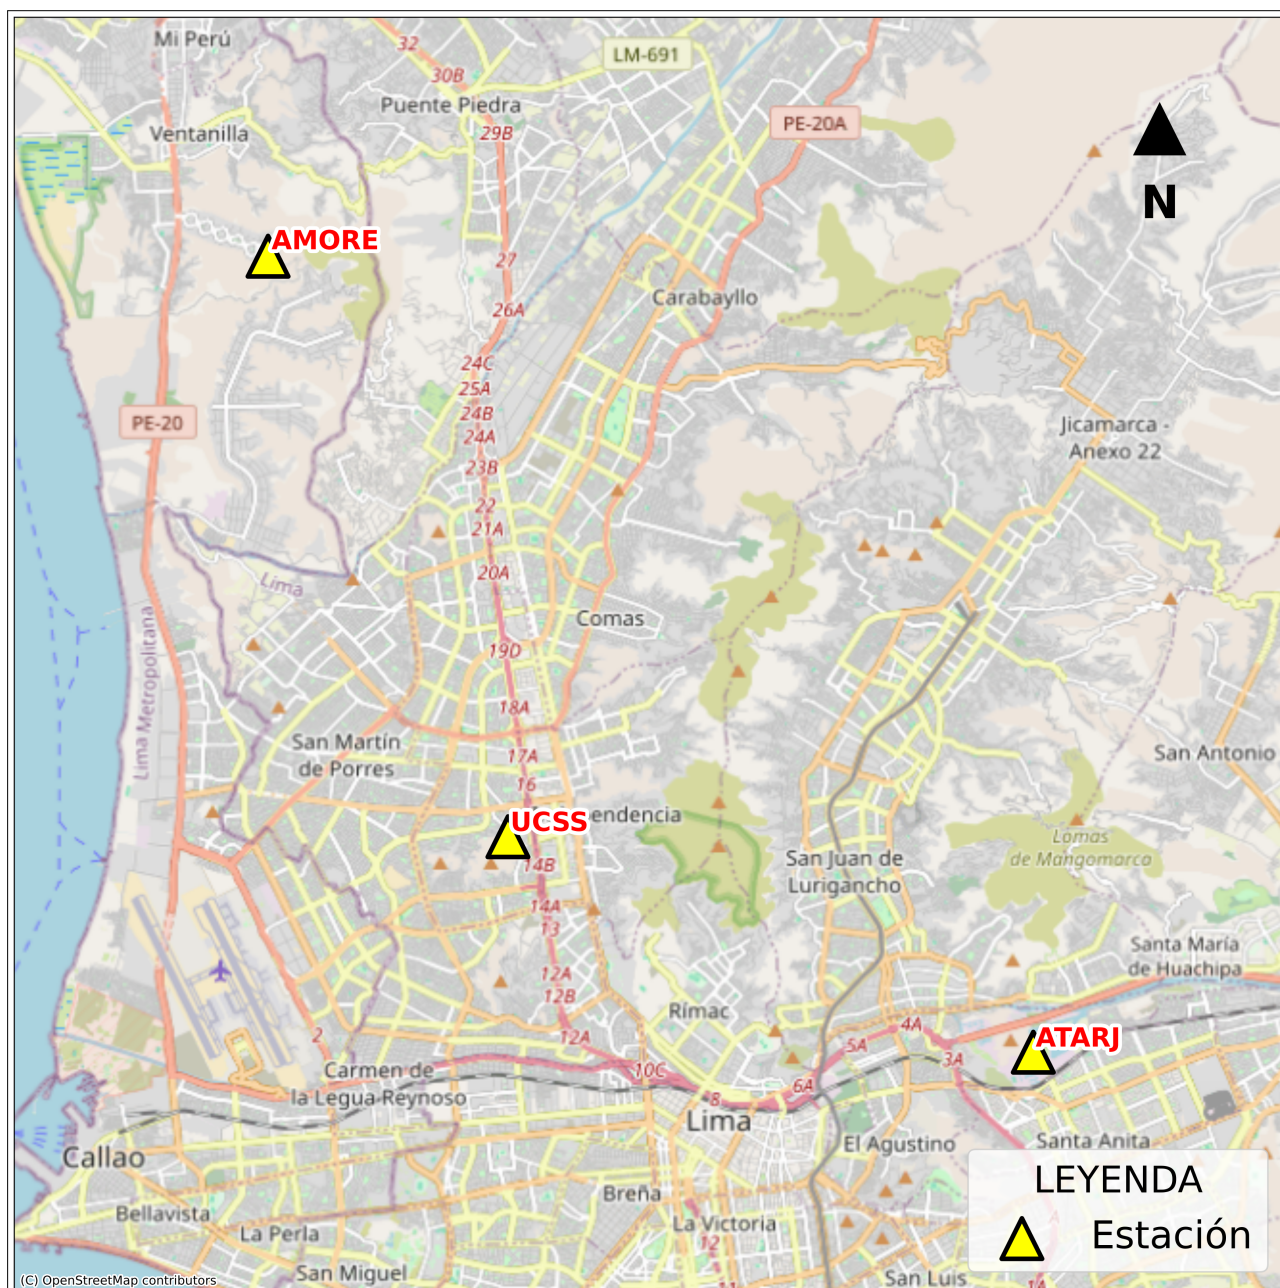 Mi Perú
32
LM-691
30B
Puente Piedra
PE-20A
Ventanilla
29B
N
AMORE
27
Carabayllo
26A
24C
25A
24B
PE-20
24A
Jicamarca -
Anexo 22
23B
22
21A
20A
Lima
Comas
19D
Lima Metropolitana
18A
San Martín
de Porres
17A
San Antonio
16
UCSS
pendencia
Lomas
de Mangomarca
14B
San Juan de
Lurigancho
14A
13
Santa María
de Huachipa
12A
12B
Rímac
2
12A
4A
5A
ATARJ
3A
Carmen de
la Legua Reynoso
10C
6A
8
Lima
Callao
El Agustino
Santa Anita
Breña
LEYENDA
Bellavista
La Victoria
Estación
La Perla
12
San Miguel
San Luis
14
11
(C) OpenStreetMap contributors